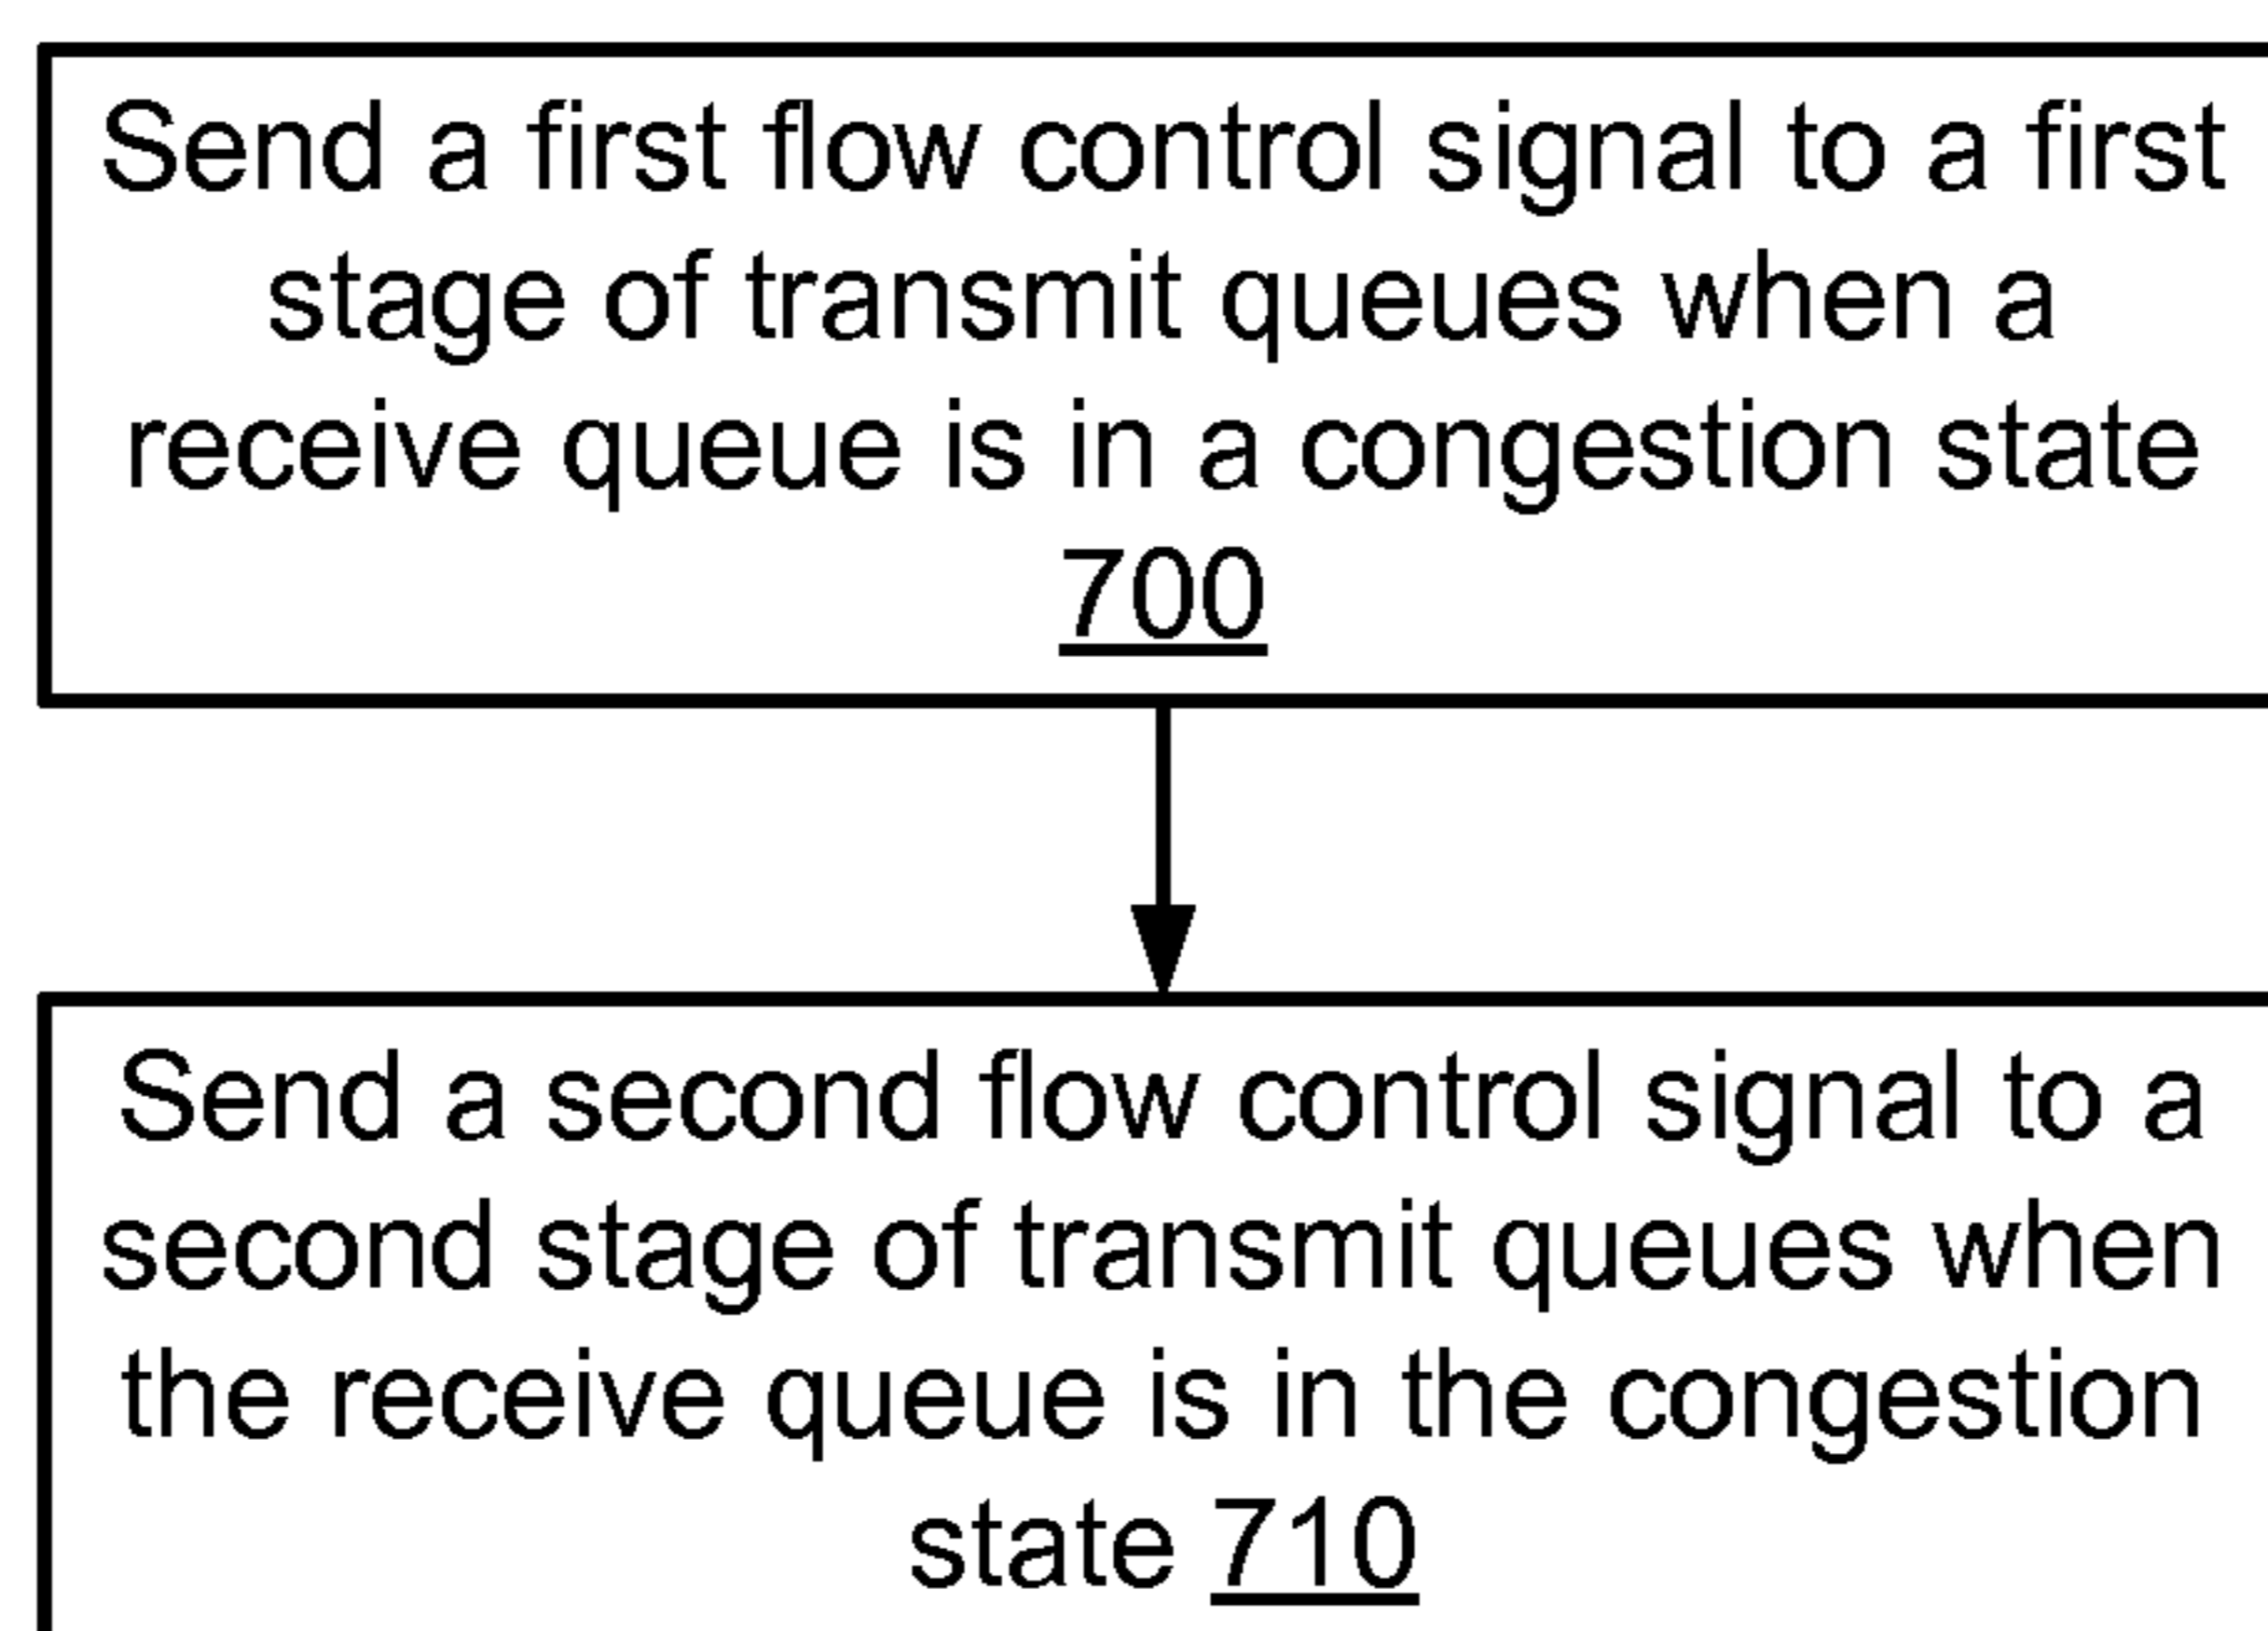 Send a first flow control signal to a first
stage of transmit queues when a
receive queue is in a congestion state
700
Send a second flow control signal to a
second stage of transmit queues when
the receive queue is in the congestion
state 710